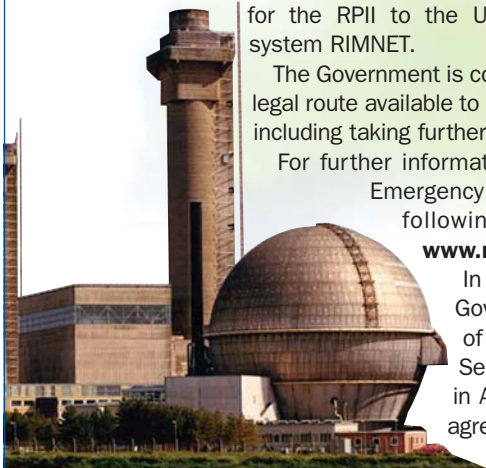 for the RPII to the U
system RIMNET.
The Government is co
legal route available to
including taking further
For further informat
Emergency
followin
www.r
In
Gov
of
Se
in A
agre